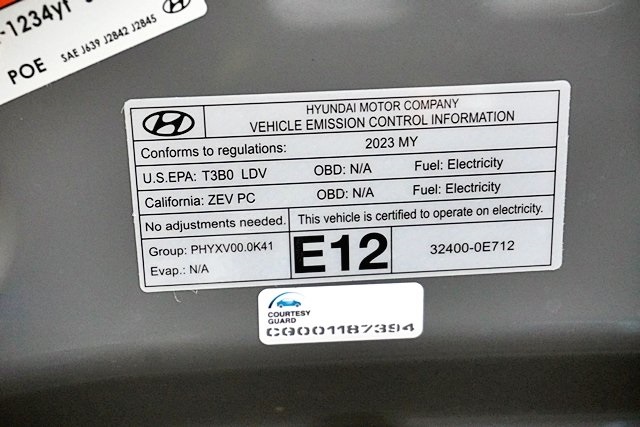 -1234yf
POE SAE J639 J2842 J2845
HYUNDAI MOTOR COMPANY
VEHICLE EMISSION CONTROL INFORMATION
Conforms to regulations: 2023 MY
U.S.EPA: T3B0 LDV OBD: N/A Fuel: Electricity
California: ZEV PC OBD: N/A Fuel: Electricity
No adjustments needed. This vehicle is certified to operate on electricity.
Group: PHYXV00.0K41
Evap.: N/A
E12
32400-0E712
COURTESY
GUARD
CG001187394